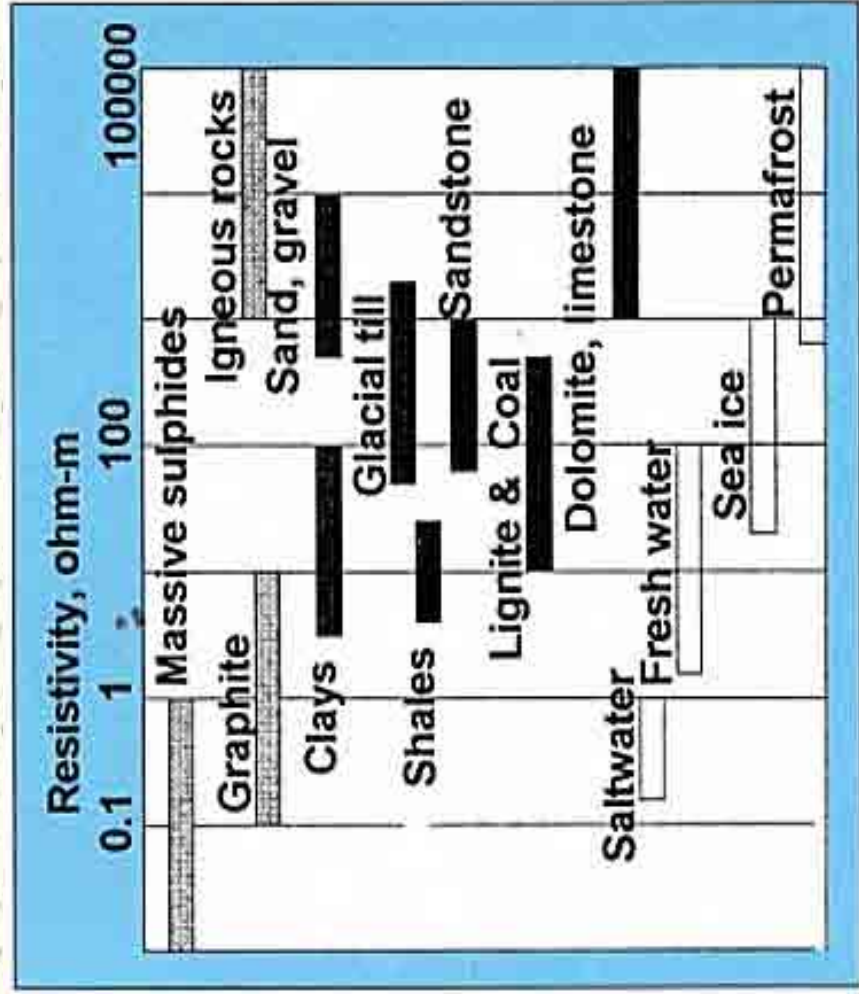 Resistivity, ohm-m
0.1 1 100 100000
Massive sulphides
Igneous rocks
Graphite
Sand, gravel
Clays
Glacial till
Shales
Sandstone
Lignite & Coal
Dolomite, limestone
Saltwater
Fresh water
Sea ice
Permafrost